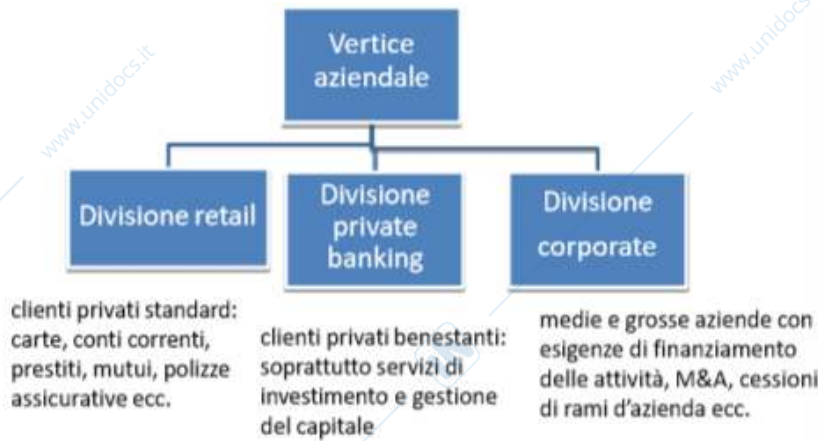 Vertice
aziendale
Divisione retail
Divisione
private
banking
Divisione
corporate
clienti privati standard:
carte, conti correnti,
prestiti, mutui, polizze
assicurative ecc.
clienti privati benestanti:
soprattutto servizi di
investimento e gestione
del capitale
medie e grosse aziende con
esigenze di finanziamento
delle attività, M&A, cessioni
di rami d'azienda ecc.
www.unidocs.it
www.unidocs